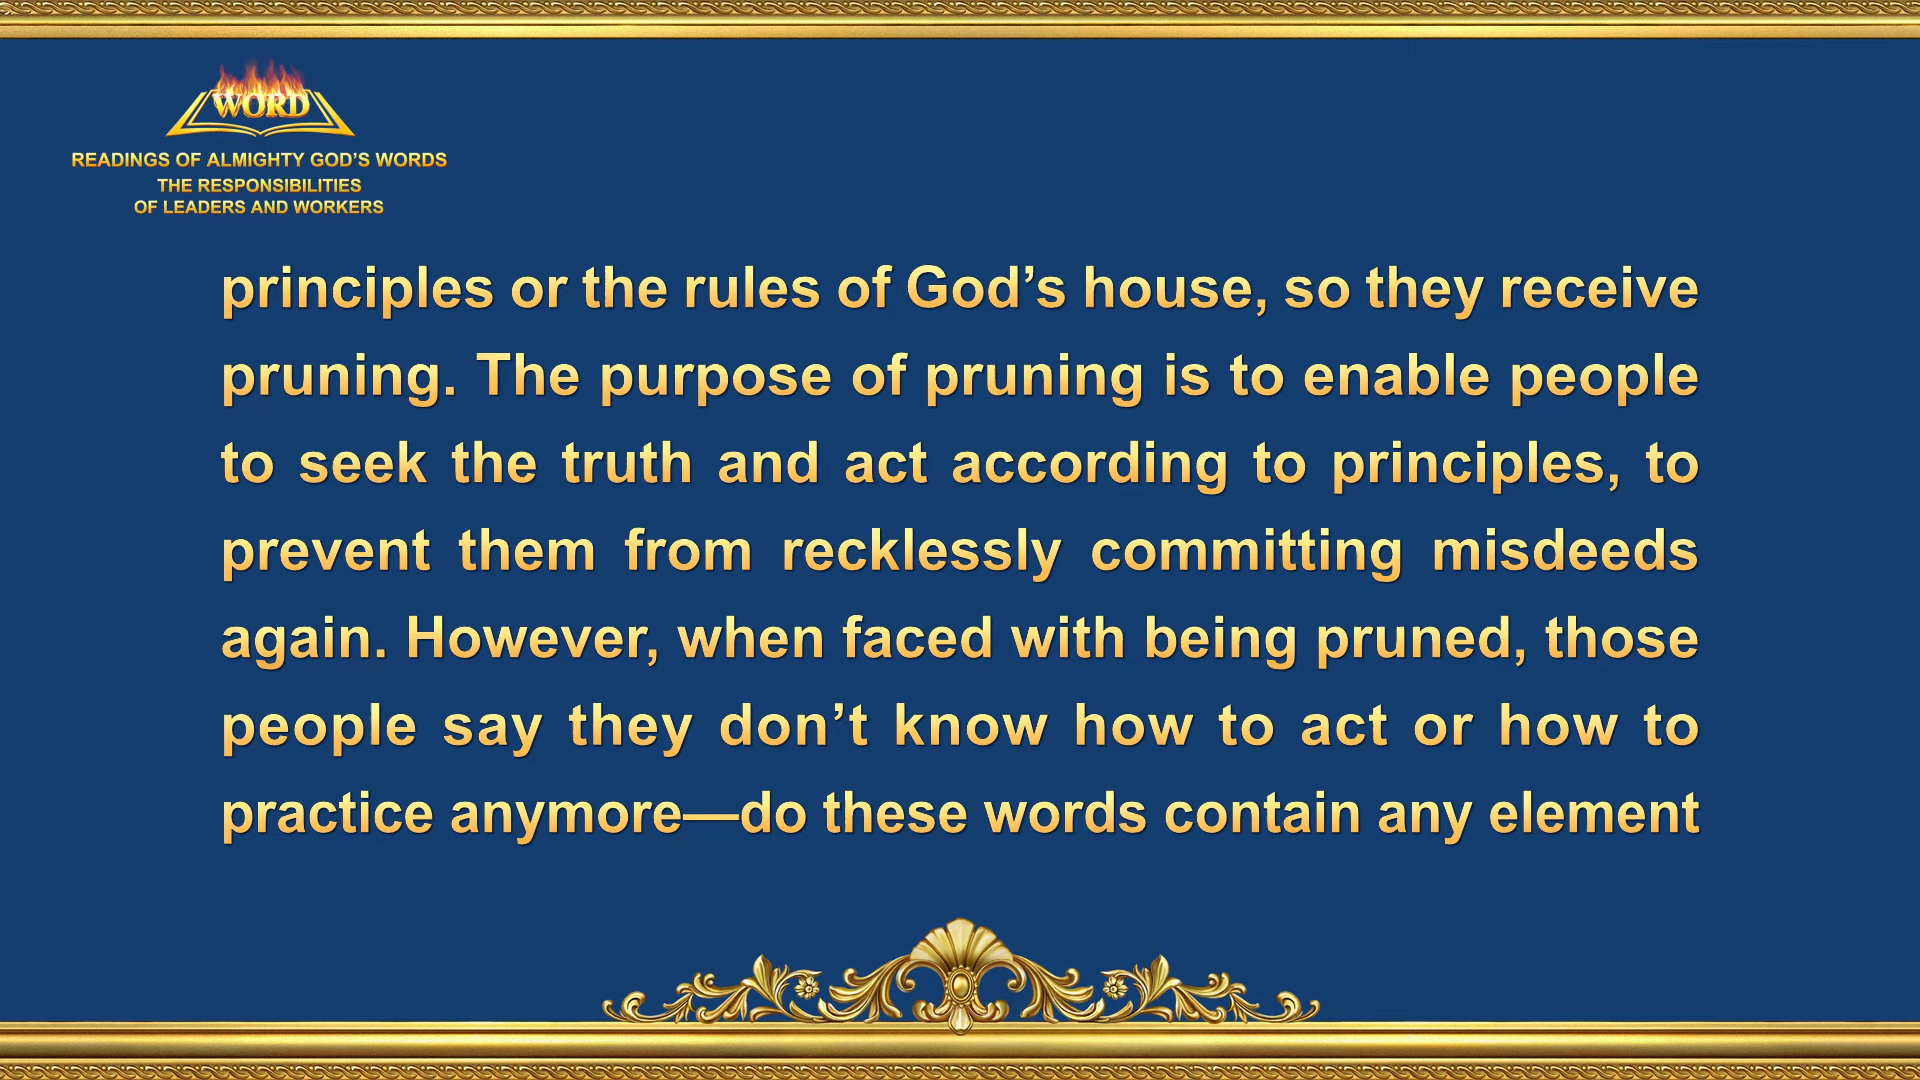 WORD
READINGS OF ALMIGHTY GOD’S WORDS
THE RESPONSIBILITIES
OF LEADERS AND WORKERS
principles or the rules of God’s house, so they receive
pruning. The purpose of pruning is to enable people
to seek the truth and act according to principles, to
prevent them from recklessly committing misdeeds
again. However, when faced with being pruned, those
people say they don’t know how to act or how to
practice anymore—do these words contain any element